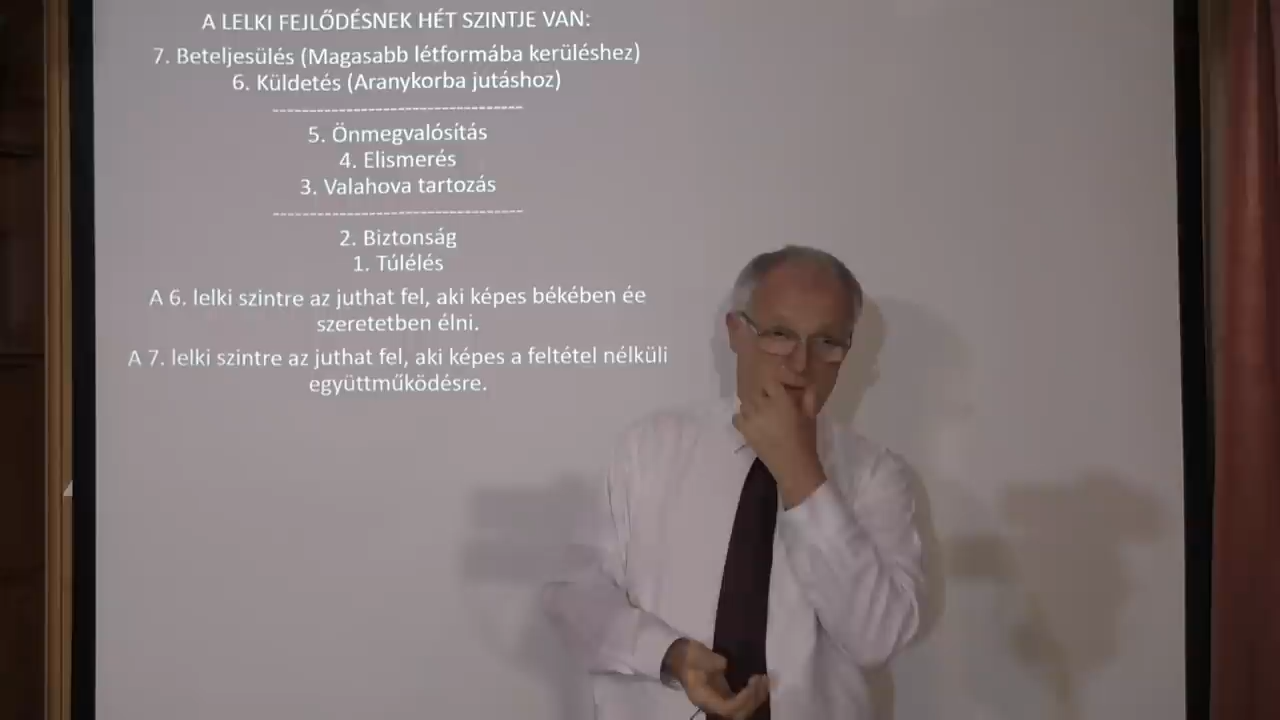 A LELKI FEJLŐDÉSNEK HÉT SZINTJE VAN:
7. Beteljesülés (Magasabb létformába kerüléshez)
6. Küldetés (Aranykorba jutáshoz)
----------------------------------
5. Önmegvalósítás
4. Elismerés
3. Valahova tartozás
----------------------------------
2. Biztonság
1. Túlélés
A 6. lelki szintre az juthat fel, aki képes békében ée
szeretetben élni.
A 7. lelki szintre az juthat fel, aki képes a feltétel nélküli
együttműködésre.